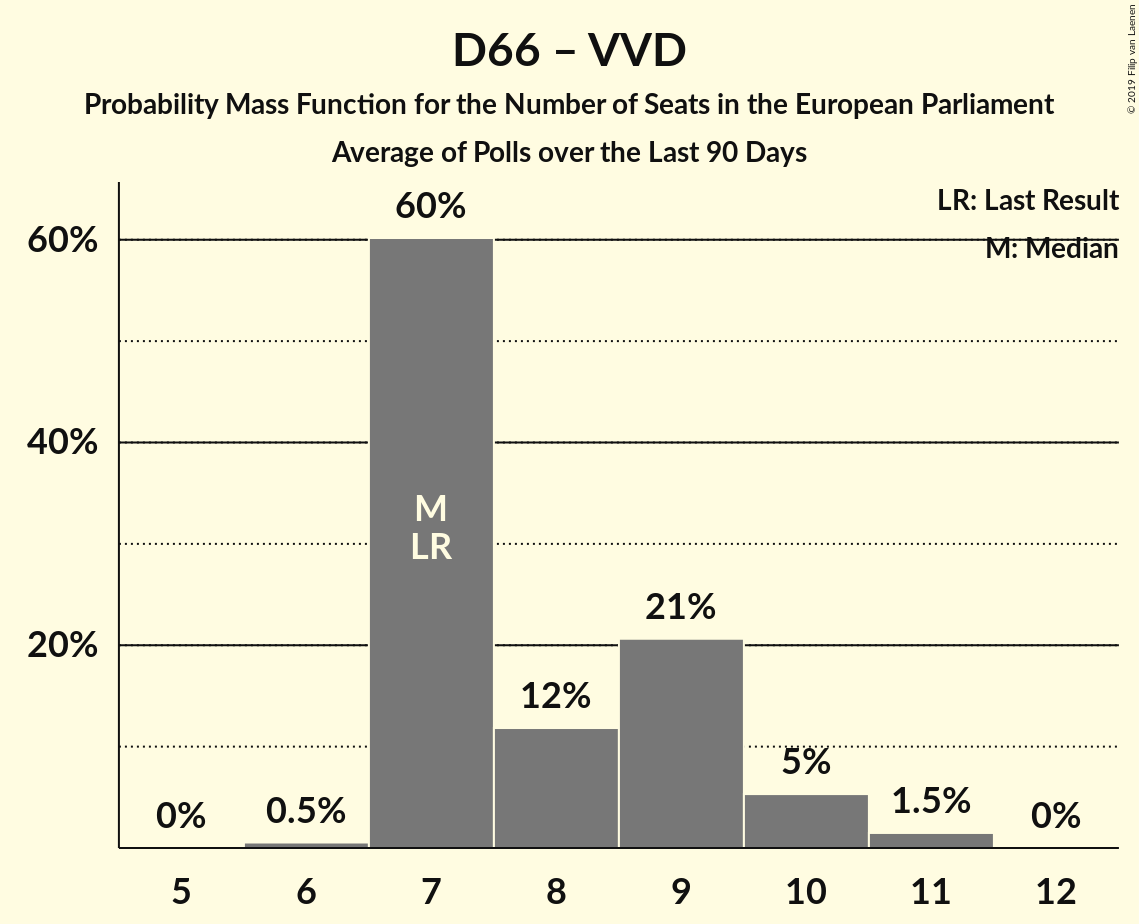 D66 – VVD
Probability Mass Function for the Number of Seats in the European Parliament
Average of Polls over the Last 90 Days
© 2019 Filip van Laenen
LR: Last Result
M: Median
60%
40%
20%
0%
0.5%
60%
12%
21%
5%
1.5%
0%
M
LR
5
6
7
8
9
10
11
12